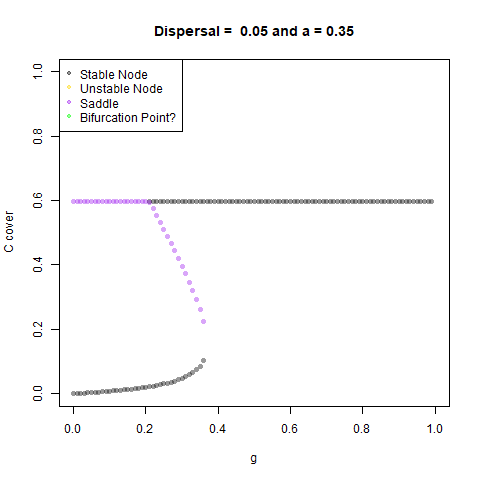 Dispersal =  0.05 and a = 0.35
Stable Node
Unstable Node
Saddle
Bifurcation Point?
C cover
1.0
0.8
0.6
0.4
0.2
0.0
0.0 0.2 0.4 0.6 0.8 1.0
g